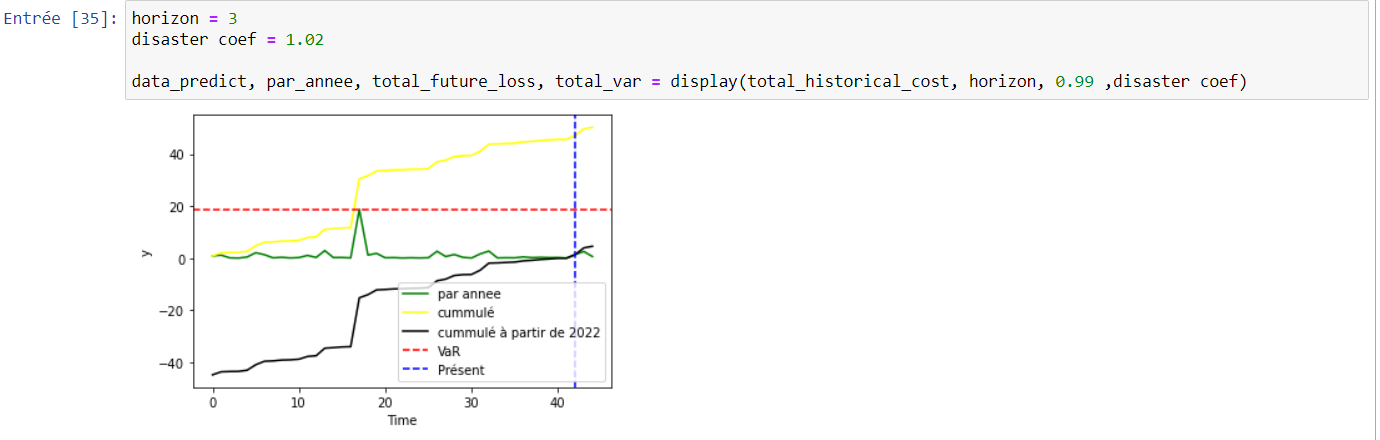 Entrée [35]:
horizon = 3
disaster coef = 1.02
data_predict, par_annee, total_future_loss, total_var = display(total_historical_cost, horizon, 0.99 ,disaster coef)
40
20
0
−20
−40
y
par annee
cummulé
cummulé à partir de 2022
VaR
Présent
0 10 20 30 40
Time